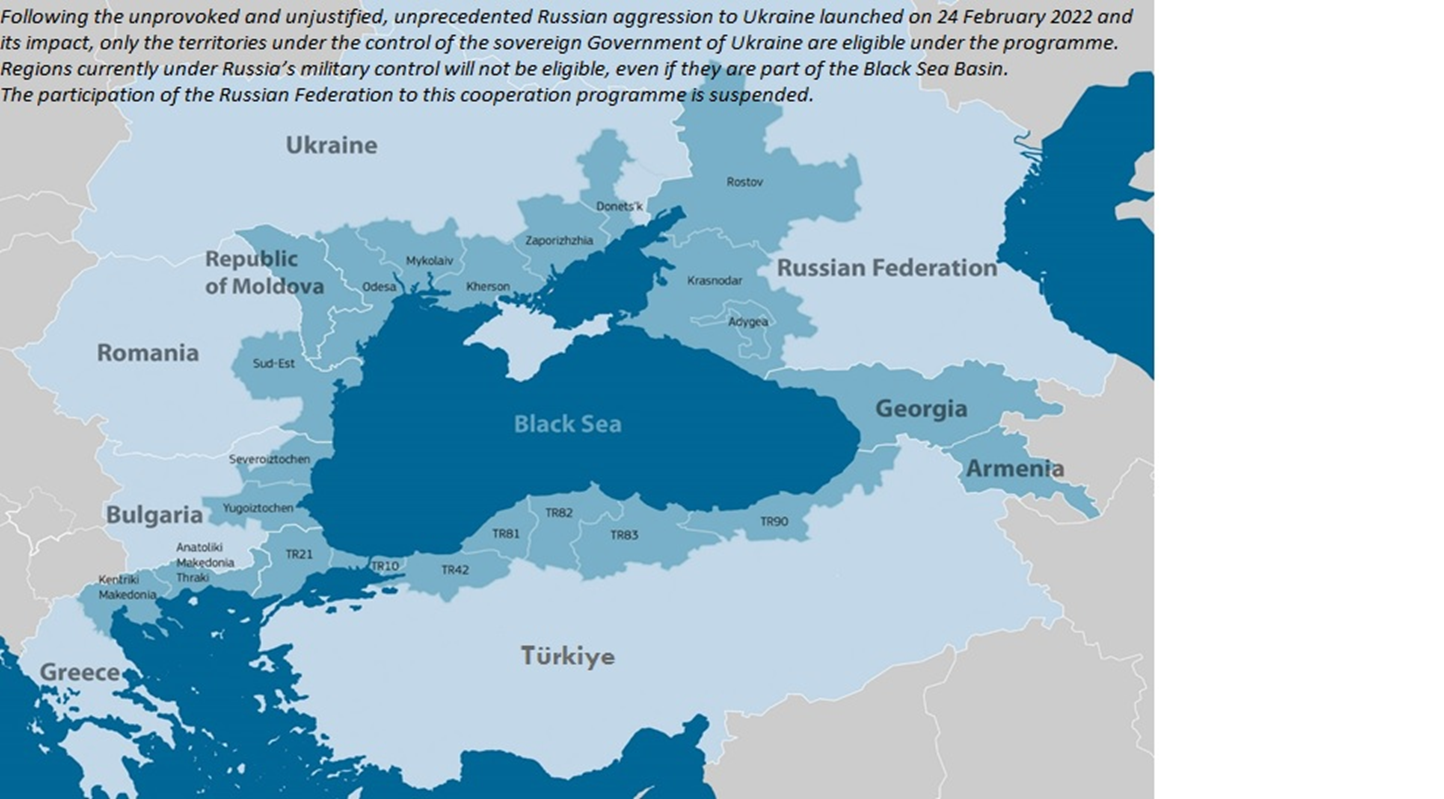 Following the unprovoked and unjustified, unprecedented Russian aggression to Ukraine launched on 24 February 2022 and
its impact, only the territories under the control of the sovereign Government of Ukraine are eligible under the programme.
Regions currently under Russia's military control will not be eligible, even if they are part of the Black Sea Basin.
The participation of the Russian Federation to this cooperation programme is suspended.
Ukraine
Rostov
Donets'k
Zaporizhzhia
Republic
of Moldova
Mykolaiv
Odesa
Kherson
Krasnodar
Russian Federation
Adygea
Romania
Sud-Est
Black Sea
Georgia
Armenia
Severoiztochen
Yugoiztochen
Bulgaria
TR82
TR81
TR83
TR90
Anatoliki
Makedonia
Thraki
TR21
TR10
TR42
Kentriki
Makedonia
Türkiye
Greece